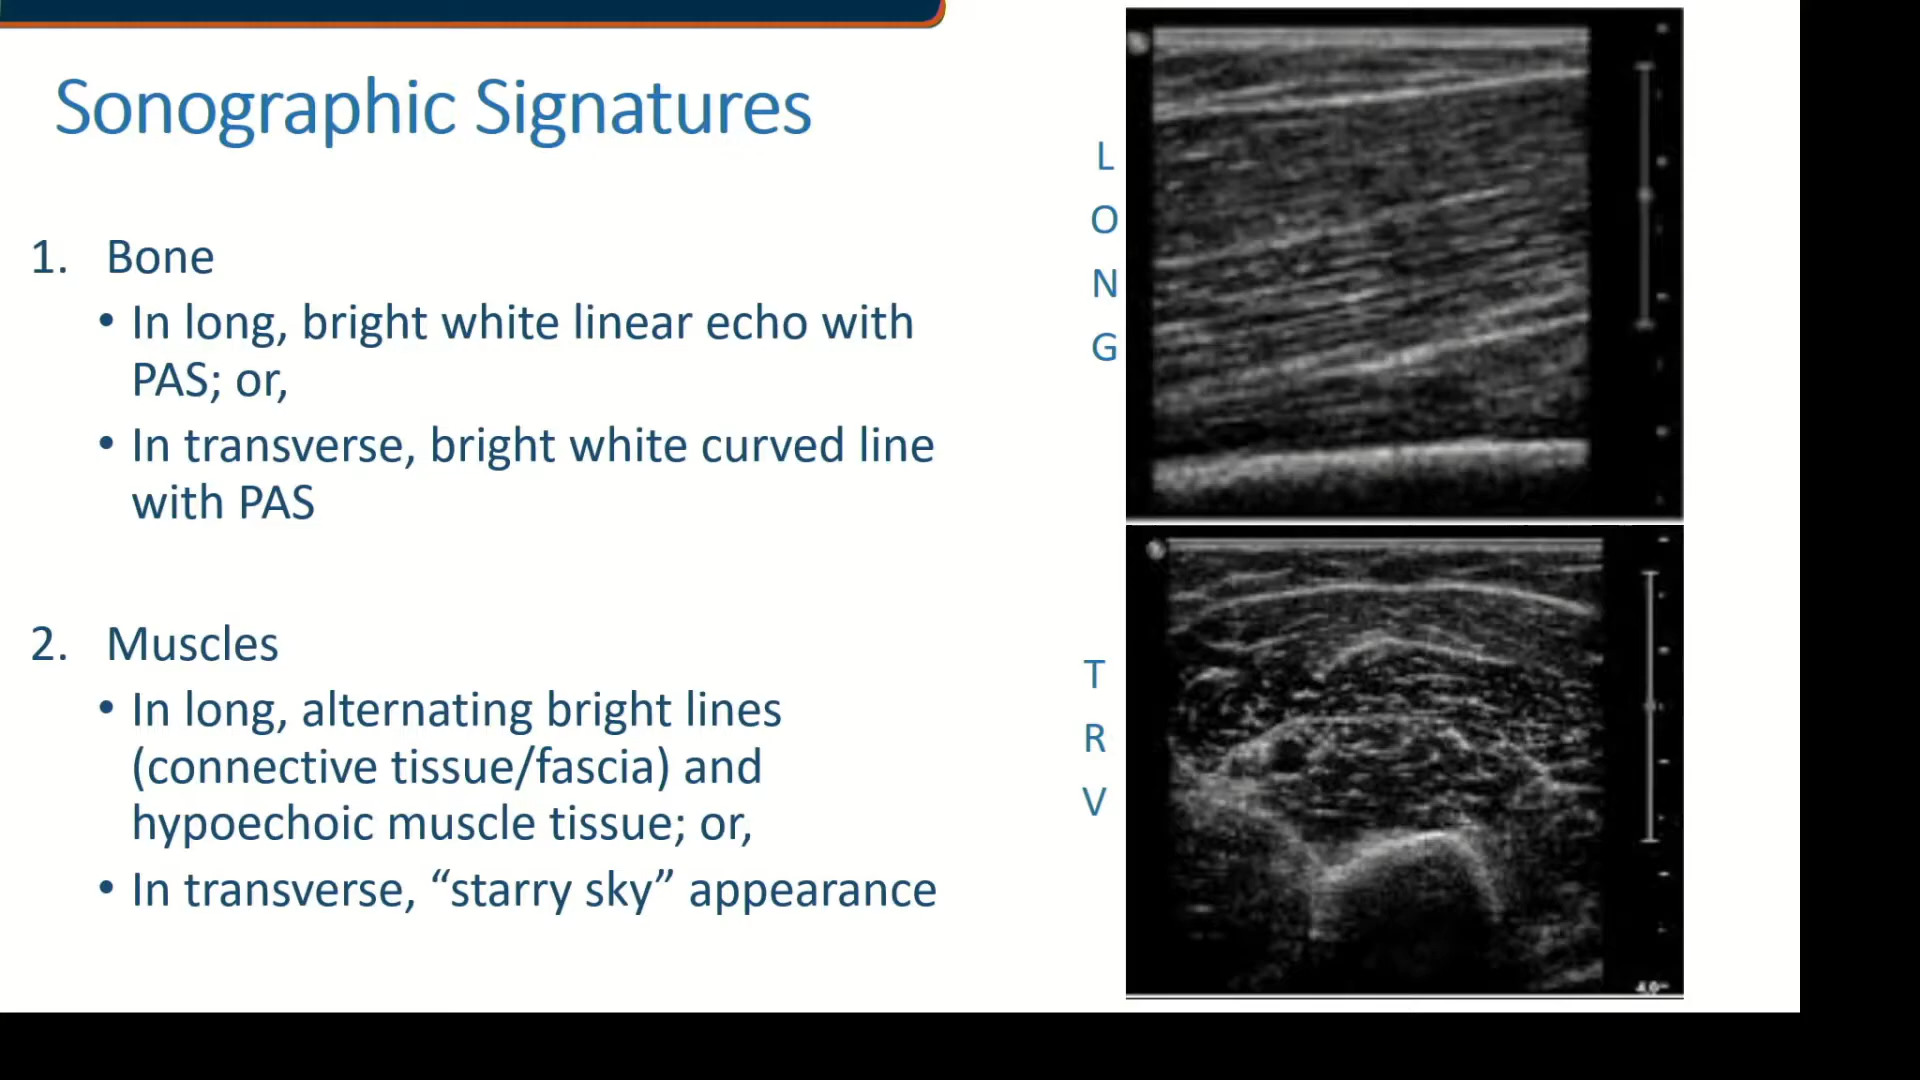 Sonographic Signatures
1. Bone
• In long, bright white linear echo with
PAS; or,
• In transverse, bright white curved line
with PAS
2. Muscles
• In long, alternating bright lines
(connective tissue/fascia) and
hypoechoic muscle tissue; or,
• In transverse, “starry sky” appearance
L
O
N
G
T
R
V